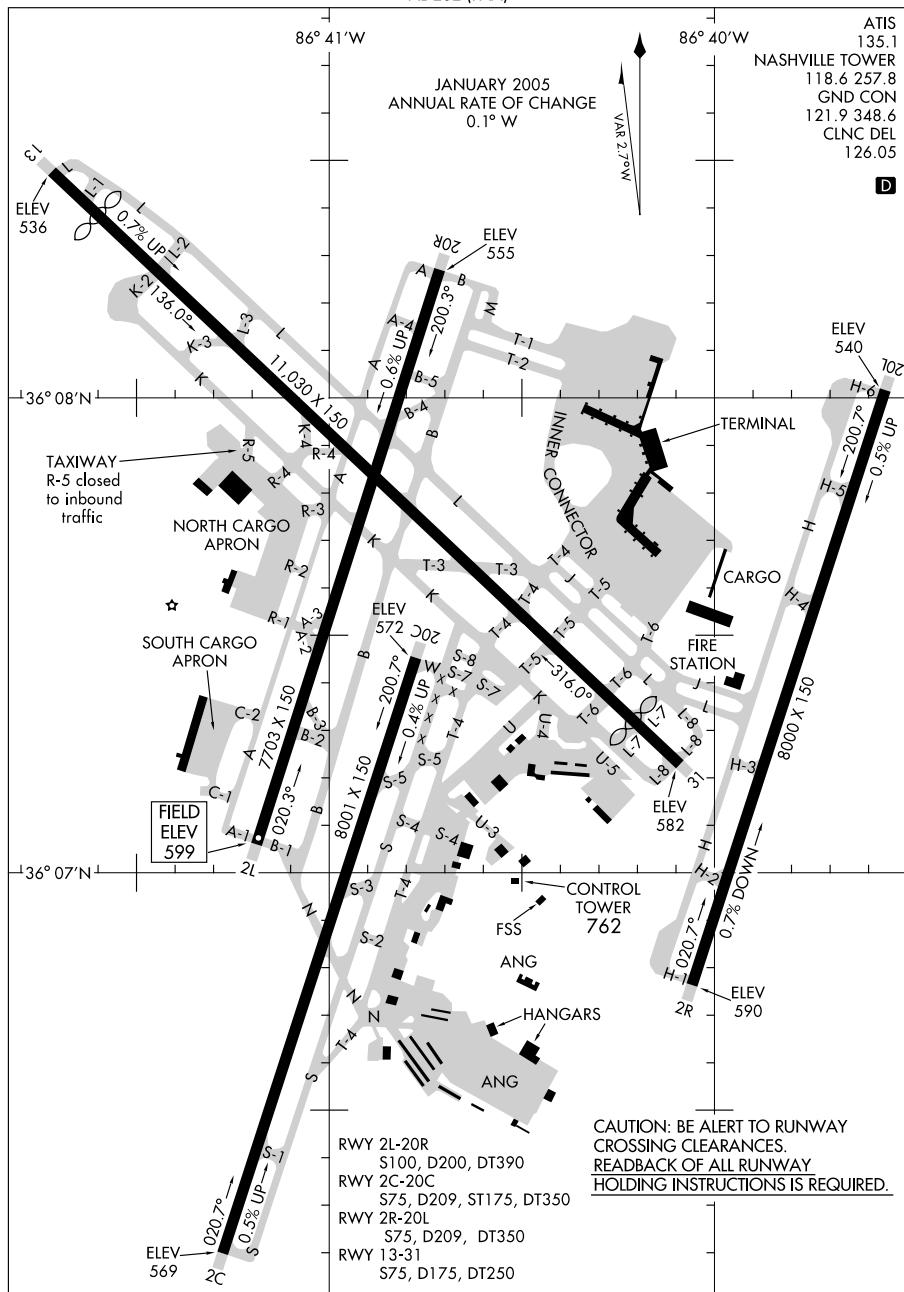 86° 41'W
86° 40'W
ATIS
135.1
NASHVILLE TOWER
118.6 257.8
GND CON
121.9 348.6
CLNC DEL
126.05
D
JANUARY 2005
ANNUAL RATE OF CHANGE
0.1° W
VAR 2.7°W
13
L
L-1
L
ELEV
536
0.7% UP
L-2
K-2
136.0°
20R
ELEV
555
A
B
W
200.3°
A-4
T-1
T-2
L-3
L
K-3
K
A
0.6% UP
B-5
B-4
B
11,030 X 150
ELEV
540
20L
H-6
200.7°
0.5% UP
H-5
36° 08'N
TERMINAL
INNER
CONNECTOR
TAXIWAY
R-5 closed
to inbound
traffic
R-5
K-4
R-4
R-4
A
L
R-3
NORTH CARGO
APRON
K
H
R-2
T-3
T-3
T-4
J
T-5
CARGO
H-4
K
T-4
R-1
A-3
A-2
ELEV
572
20C
T-4
T-5
T-6
SOUTH CARGO
APRON
B
200.7°
W
S-8
S-7
S-7
T-5
316.0°
T-6
L
FIRE
STATION
J
L
X
X
X
X
X
0.4% UP
T-4
K
T-6
L-7
L-7
L-8
L-8
C-2
A
7703 X 150
B-3
B-2
U
U-4
U-5
L-8
31
8000 X 150
S-5
S-5
H-3
C-1
020.3°
B
8001 X 150
ELEV
582
FIELD
ELEV
599
A-1
B-1
2L
S-4
S-4
U-3
S
H
36° 07'N
N
S-3
T-4
CONTROL
TOWER
762
H-2
0.7% DOWN
FSS
S-2
020.7°
ANG
H-1
N
N
HANGARS
2R
ELEV
590
T-4
S
ANG
S-1
CAUTION: BE ALERT TO RUNWAY
CROSSING CLEARANCES.
READBACK OF ALL RUNWAY
HOLDING INSTRUCTIONS IS REQUIRED.
RWY 2L-20R
S100, D200, DT390
RWY 2C-20C
S75, D209, ST175, DT350
RWY 2R-20L
S75, D209, DT350
RWY 13-31
S75, D175, DT250
020.7°
0.5% UP
S
ELEV
569
2C